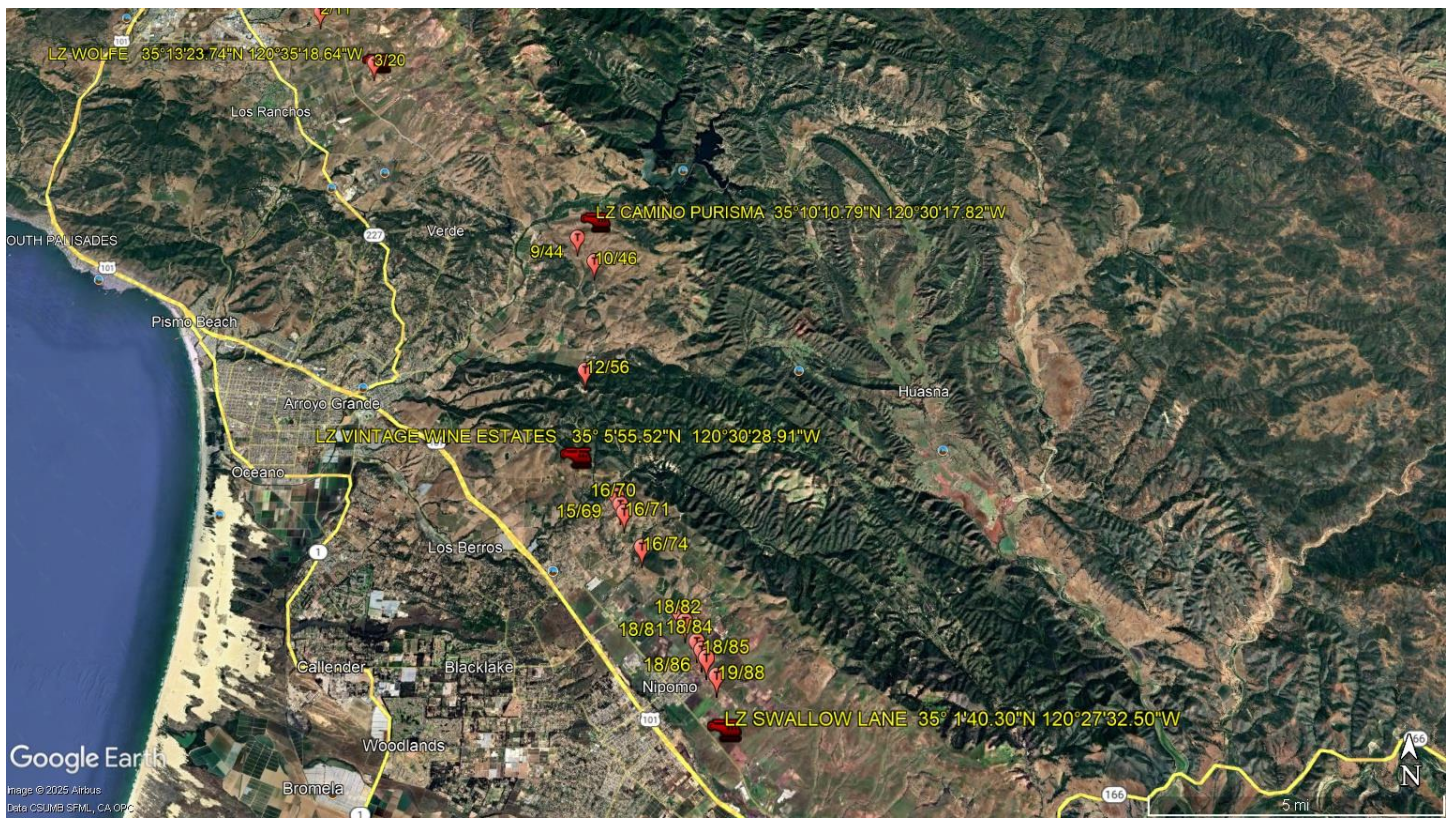 2/11
101
LZ WOLFE 35°13'23.74"N 120°35'18.64"W
3/20
Los Ranchos
LZ CAMINO PURISMA 35°10'10.79"N 120°30'17.82"W
OUTH PALISADES
Verde
227
9/44
10/46
101
Pismo Beach
12/56
Huasna
Arroyo Grande
LZ VINTAGE WINE ESTATES 35° 5'55.52"N 120°30'28.91"W
Oceano
16/70
15/69
16/71
Los Berros
16/74
1
18/82
18/81
18/84
18/85
Callender
Blacklake
18/86
19/88
Nipomo
101
LZ SWALLOW LANE 35° 1'40.30"N 120°27'32.50"W
Woodlands
66
Google Earth
N
Bromela
Image © 2025 Airbus
166
5 mi
Data CSUMB SFML, CA OPC
1